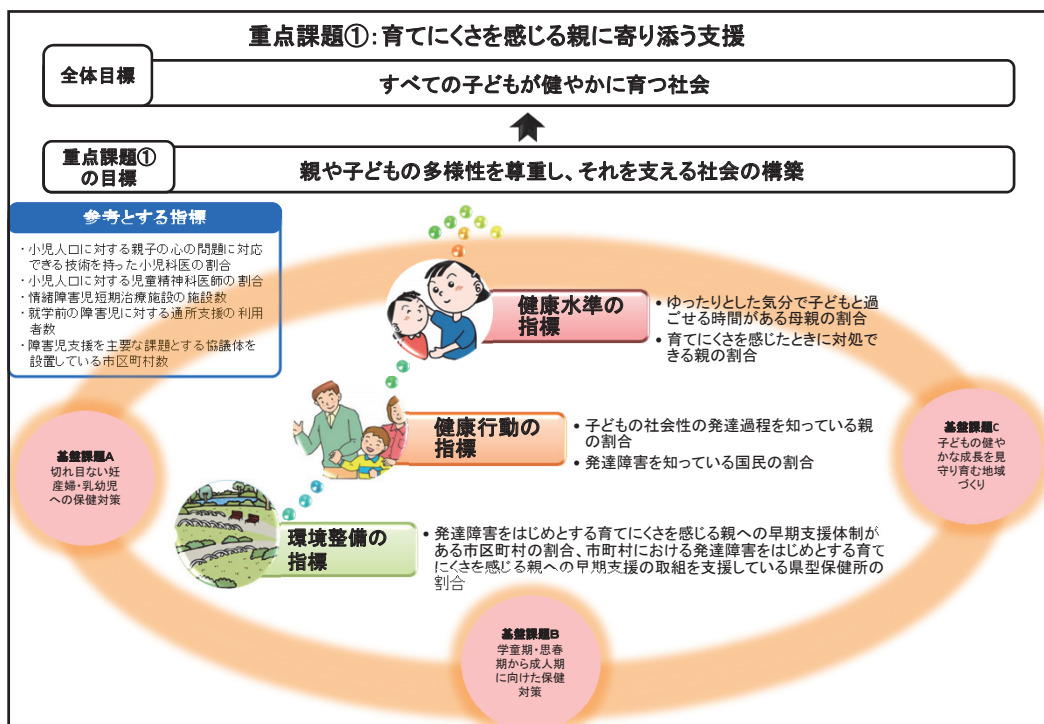 重点課題①：育てにくさを感じる親に寄り添う支援
全体目標
すべての子どもが健やかに育つ社会
重点課題①
の目標
親や子どもの多様性を尊重し、それを支える社会の構築
参考とする指標
・小児人口に対する親子の心の問題に対応
できる技術を持った小児科医の割合
・小児人口に対する児童精神科医師の割合
・情緒障害児短期治療施設の施設数
・就学前の障害児に対する通所支援の利用
者数
・障害児支援を主要な課題とする協議体を
設置している市区町村数
健康水準の
指標
• ゆったりとした気分で子どもと過
ごせる時間がある母親の割合
• 育てにくさを感じたときに対処で
きる親の割合
健康行動の
指標
• 子どもの社会性の発達過程を知っている親
の割合
• 発達障害を知っている国民の割合
環境整備の
指標
• 発達障害をはじめとする育てにくさを感じる親への早期支援体制が
ある市区町村の割合、市町村における発達障害をはじめとする育て
にくさを感じる親への早期支援の取組を支援している県型保健所の
割合
基盤課題A
切れ目ない妊
産婦・乳幼児
への保健対策
基盤課題B
学童期・思春
期から成人期
に向けた保健
対策
基盤課題C
子どもの健や
かな成長を見
守り育む地域
づくり